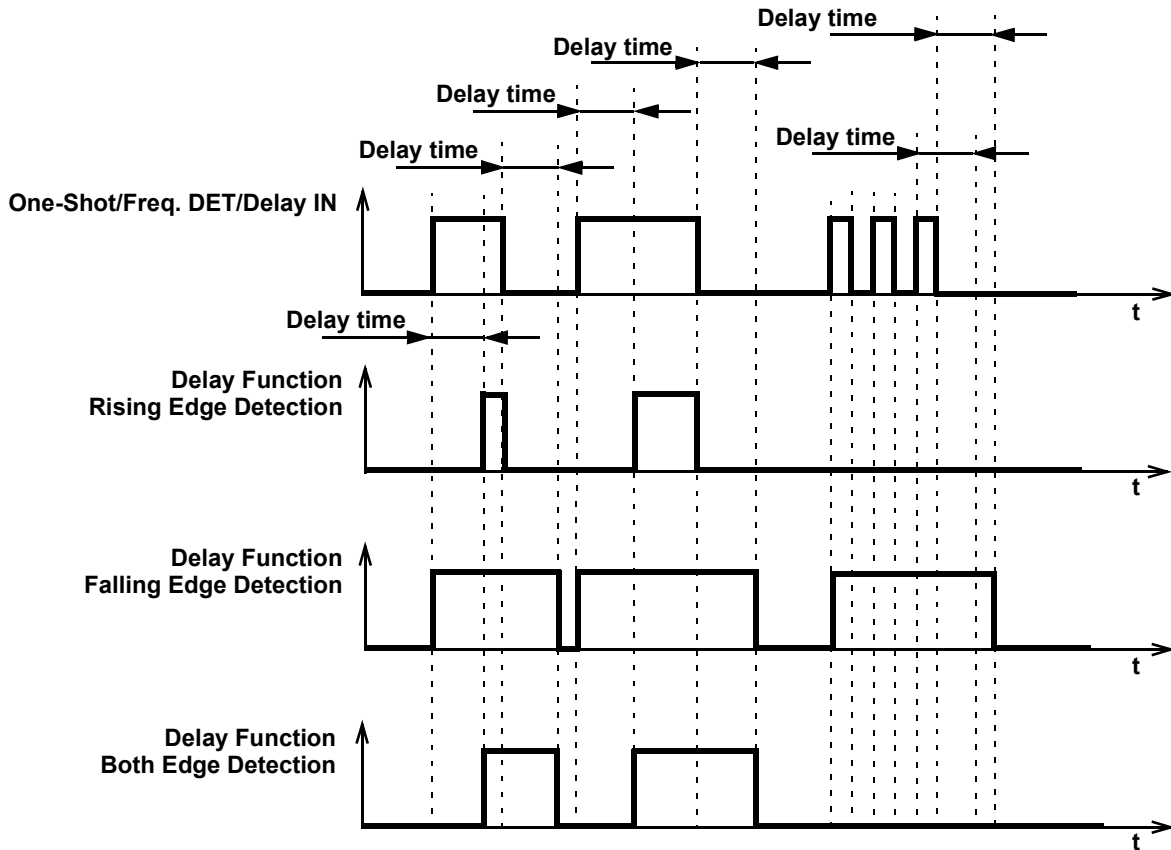 Delay time
Delay time
Delay time
Delay time
Delay time
One-Shot/Freq. DET/Delay IN
t
Delay time
Delay Function
Rising Edge Detection
t
Delay Function
Falling Edge Detection
t
Delay Function
Both Edge Detection
t